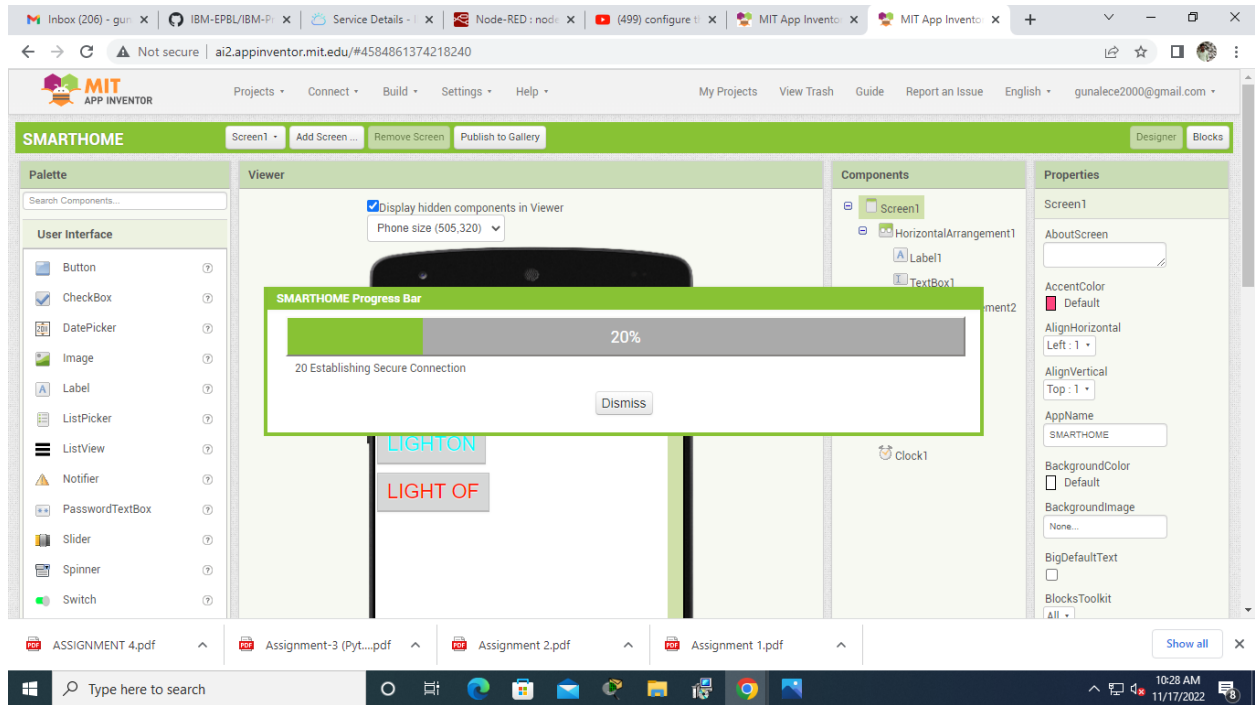 Inbox (206) - gun
IBM-EPBL/IBM-Pr
Service Details -
Node-RED : node
(499) configure t
MIT App Invento
MIT App Invento
Not secure | ai2.appinventor.mit.edu/#4584861374218240
MIT
APP INVENTOR
Projects Connect Build Settings Help My Projects View Trash Guide Report an Issue English gunalece2000@gmail.com
SMARTHOME Screen1 Add Screen ... Remove Screen Publish to Gallery Designer Blocks
Palette
Search Components...
User Interface
Button
CheckBox
DatePicker
Image
Label
ListPicker
ListView
Notifier
PasswordTextBox
Slider
Spinner
Switch
Viewer
Display hidden components in Viewer
Phone size (505,320)
SMARTHOME Progress Bar
20%
20 Establishing Secure Connection
Dismiss
LIGHTON
LIGHT OF
Components
Screen1
HorizontalArrangement1
Label1
TextBox1
ement2
Clock1
Properties
Screen1
AboutScreen
AccentColor
Default
AlignHorizontal
Left : 1
AlignVertical
Top : 1
AppName
SMARTHOME
BackgroundColor
Default
BackgroundImage
None...
BigDefaultText
BlocksToolkit
All
ASSIGNMENT 4.pdf
Assignment-3 (Pyt....pdf
Assignment 2.pdf
Assignment 1.pdf
Show all
Type here to search
10:28 AM
11/17/2022
8